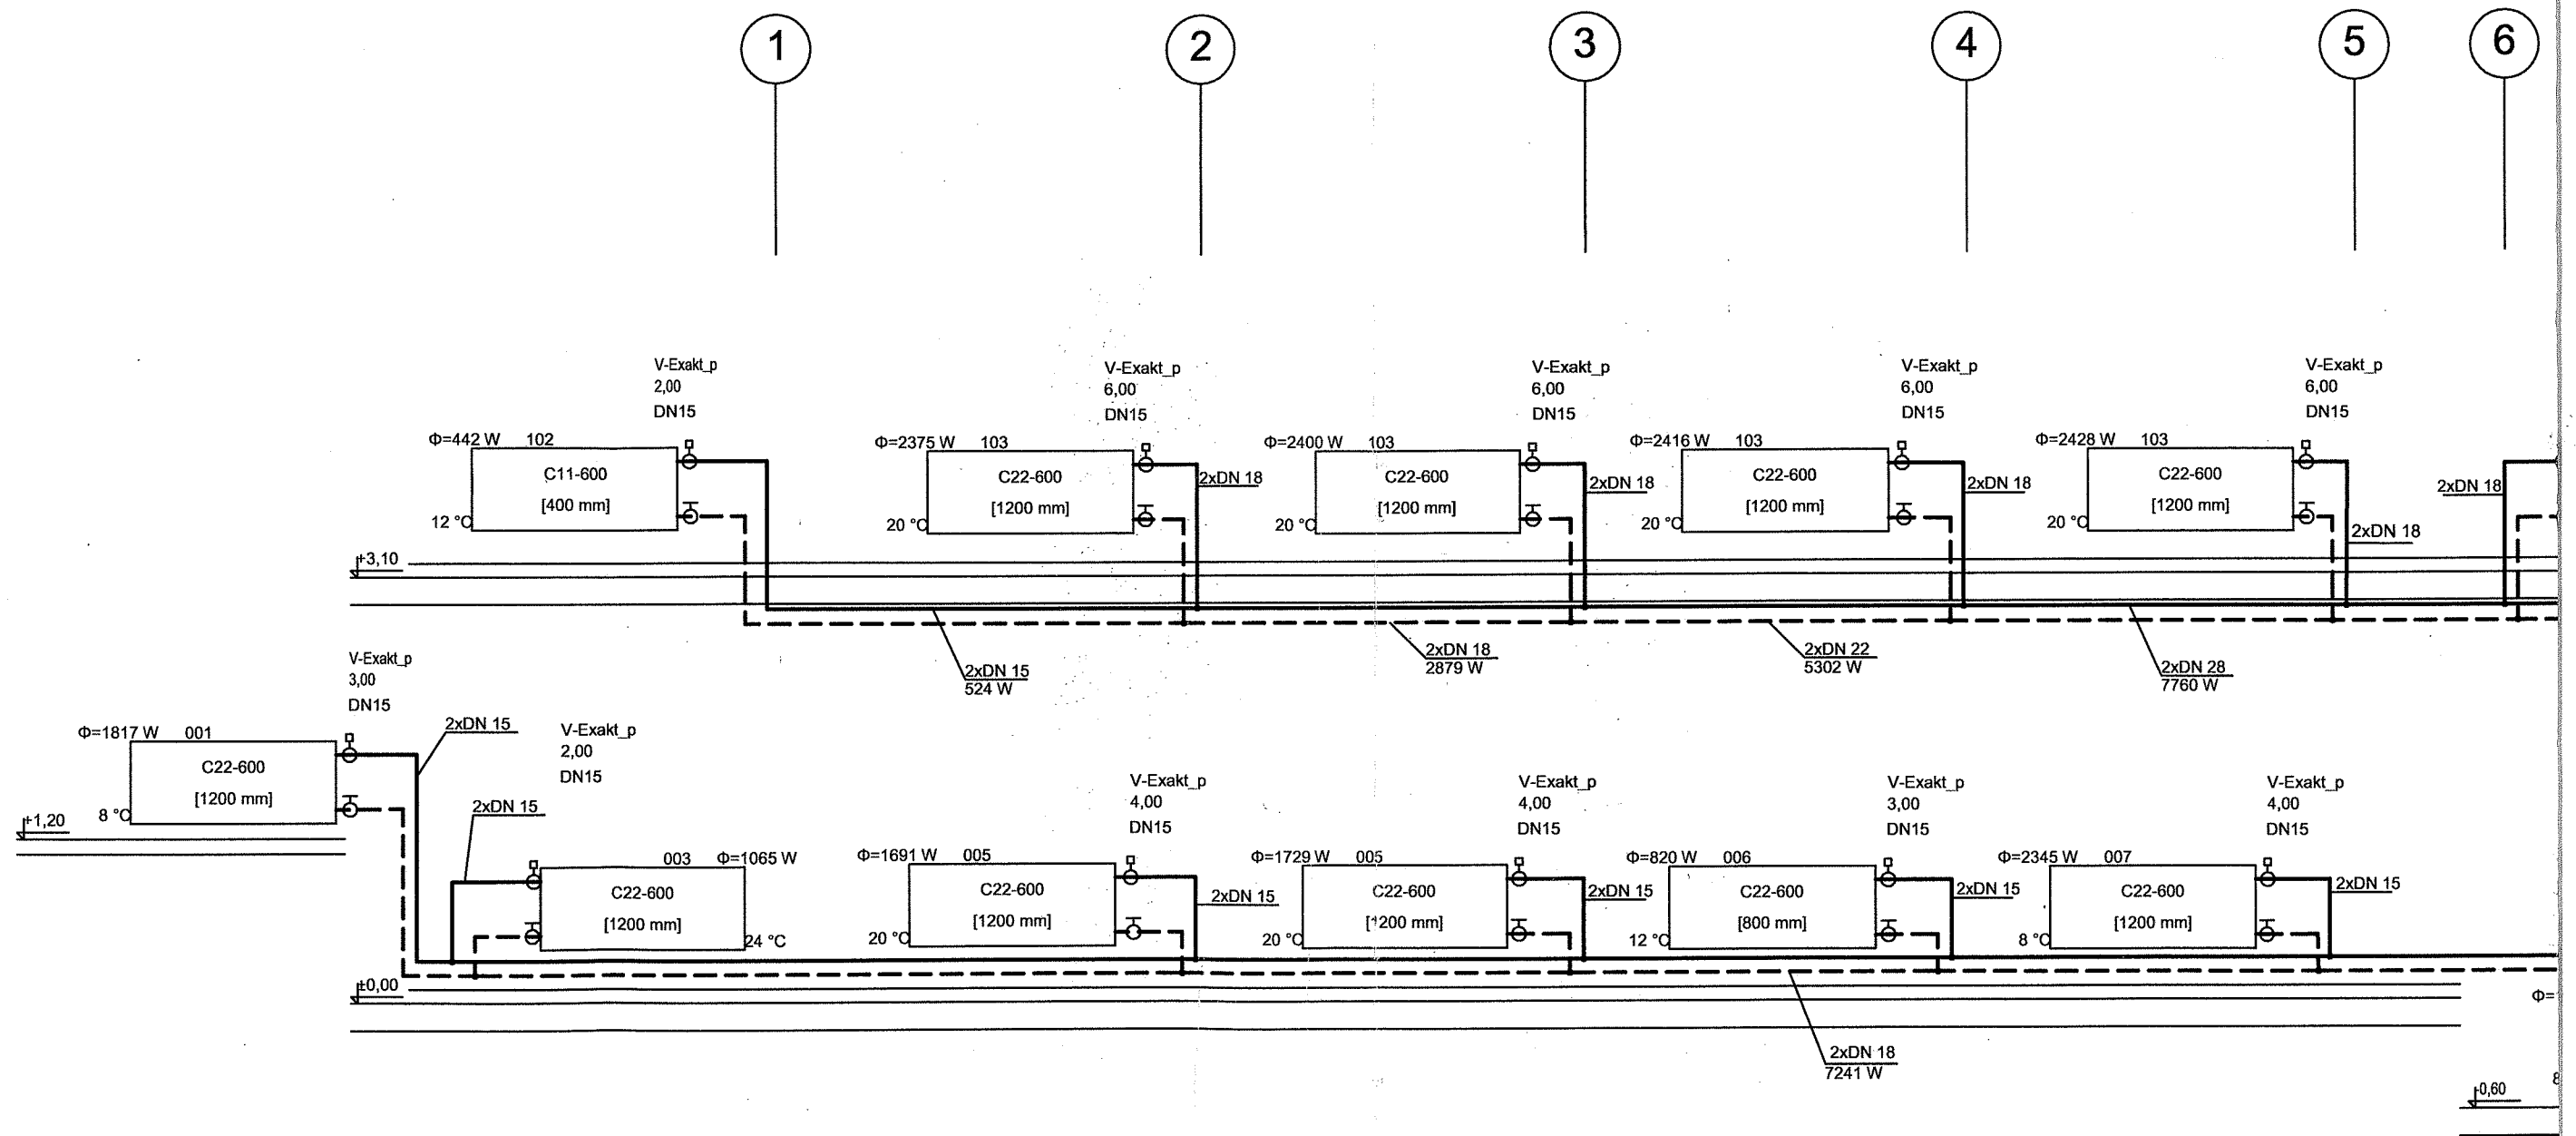 1
2
3
4
5
6
V-Exakt_p
2,00
DN15
V-Exakt_p
6,00
DN15
V-Exakt_p
6,00
DN15
V-Exakt_p
6,00
DN15
V-Exakt_p
6,00
DN15
Φ=442 W 102
C11-600
[400 mm]
12 °C
Φ=2375 W 103
C22-600
[1200 mm]
20 °C
2xDN 18
Φ=2400 W 103
C22-600
[1200 mm]
20 °C
2xDN 18
Φ=2416 W 103
C22-600
[1200 mm]
20 °C
2xDN 18
Φ=2428 W 103
C22-600
[1200 mm]
20 °C
2xDN 18
2xDN 18
+3,10
2xDN 15
524 W
2xDN 18
2879 W
2xDN 22
5302 W
2xDN 28
7760 W
V-Exakt_p
3,00
DN15
Φ=1817 W 001
C22-600
[1200 mm]
8 °C
2xDN 15
+1,20
V-Exakt_p
2,00
DN15
2xDN 15
003 Φ=1065 W
C22-600
[1200 mm]
24 °C
V-Exakt_p
4,00
DN15
Φ=1691 W 005
C22-600
[1200 mm]
20 °C
2xDN 15
V-Exakt_p
4,00
DN15
Φ=1729 W 005
C22-600
[1200 mm]
20 °C
2xDN 15
V-Exakt_p
3,00
DN15
Φ=820 W 006
C22-600
[800 mm]
12 °C
2xDN 15
V-Exakt_p
4,00
DN15
Φ=2345 W 007
C22-600
[1200 mm]
8 °C
2xDN 15
±0,00
Φ=
2xDN 18
7241 W
-0,60